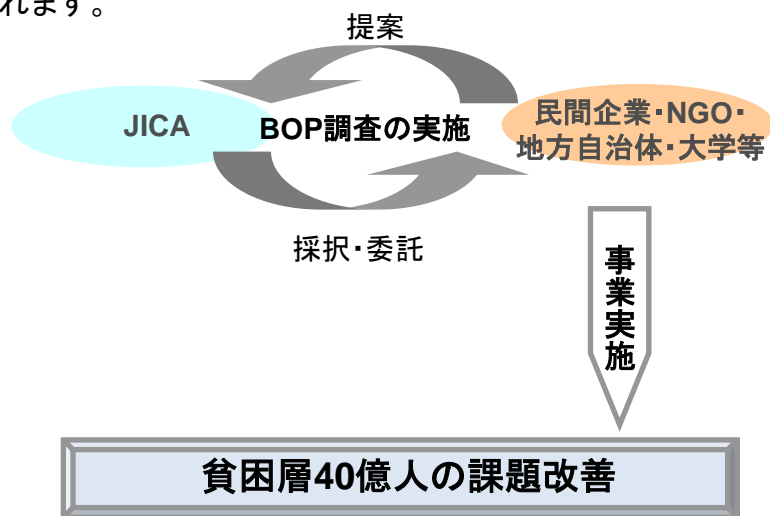 れます。
提案
JICA
BOP調査の実施
民間企業・NGO・
地方自治体・大学等
採択・委託
事業実施
貧困層40億人の課題改善